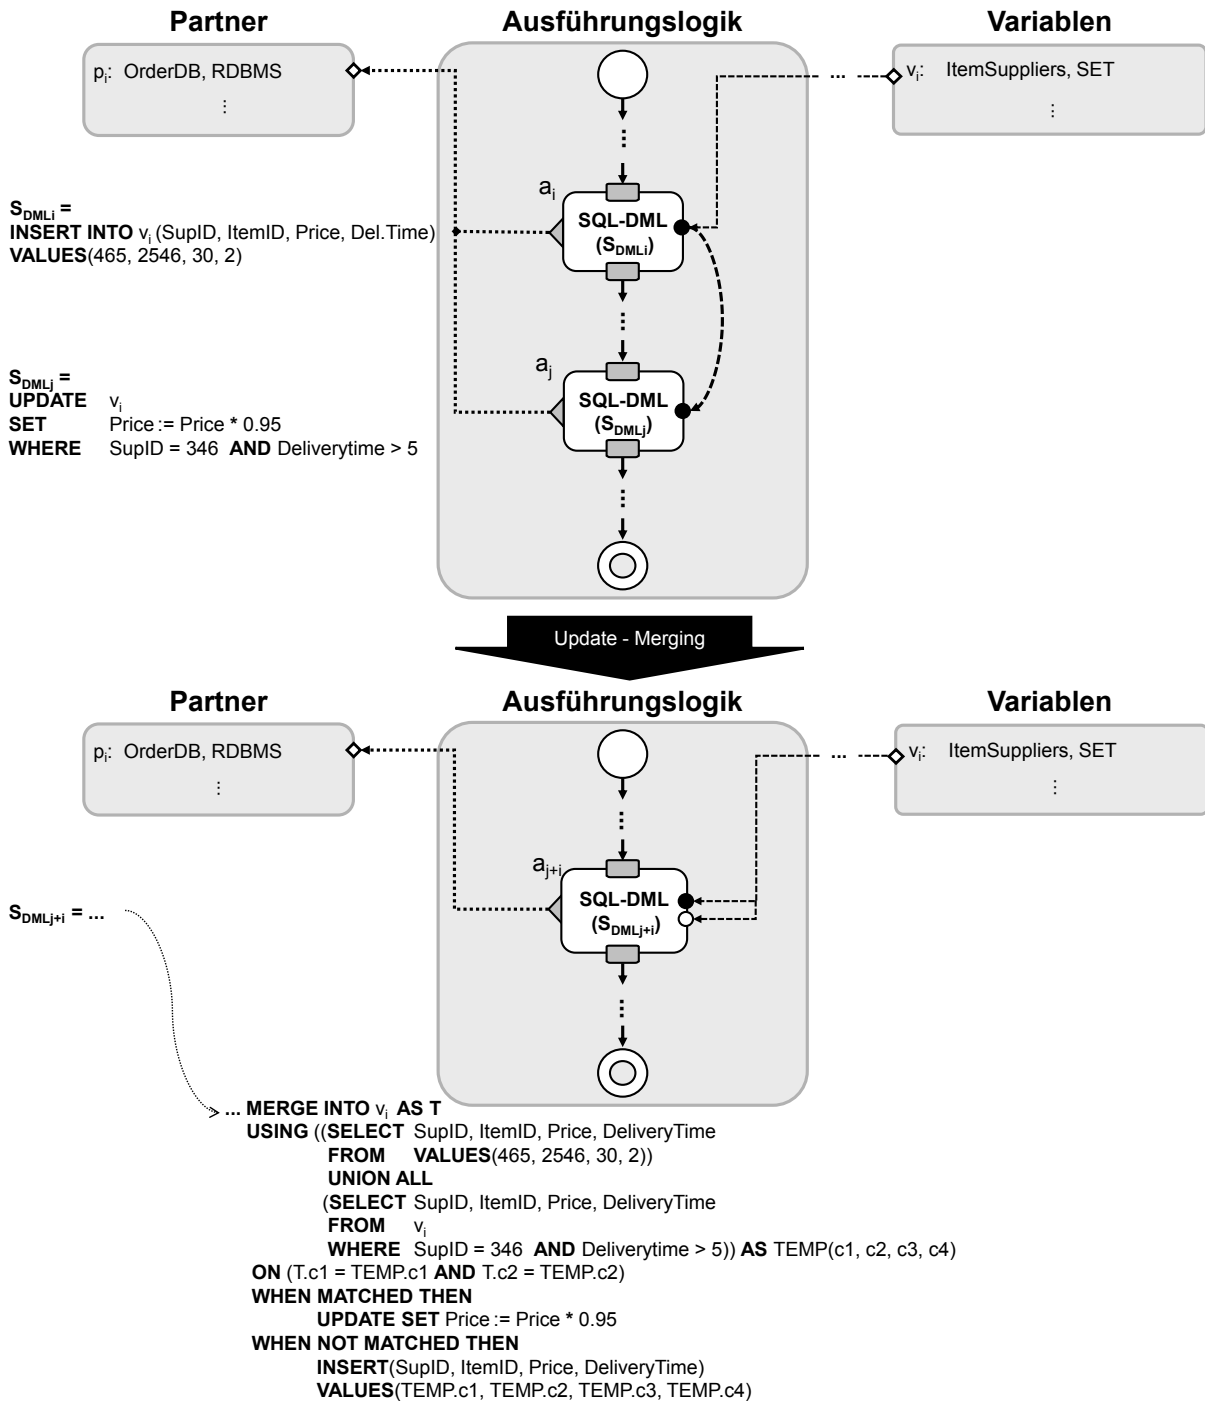 Partner Ausführungslogik Variablen
pi: OrderDB, RDBMS
⋮
... vi: ItemSuppliers, SET
⋮
ai
SQL-DML
(SDMLi)
SDMLi =
INSERT INTO vi (SupID, ItemID, Price, Del.Time)
VALUES(465, 2546, 30, 2)
aj
SQL-DML
(SDMLj)
SDMLj =
UPDATE vi
SET Price := Price * 0.95
WHERE SupID = 346 AND Deliverytime > 5
Update - Merging
Partner Ausführungslogik Variablen
pi: OrderDB, RDBMS
⋮
... vi: ItemSuppliers, SET
⋮
aj+i
SQL-DML
(SDMLj+i)
SDMLj+i = ...
... MERGE INTO vi AS T
USING ((SELECT SupID, ItemID, Price, DeliveryTime
FROM VALUES(465, 2546, 30, 2))
UNION ALL
(SELECT SupID, ItemID, Price, DeliveryTime
FROM vi
WHERE SupID = 346 AND Deliverytime > 5)) AS TEMP(c1, c2, c3, c4)
ON (T.c1 = TEMP.c1 AND T.c2 = TEMP.c2)
WHEN MATCHED THEN
UPDATE SET Price := Price * 0.95
WHEN NOT MATCHED THEN
INSERT(SupID, ItemID, Price, DeliveryTime)
VALUES(TEMP.c1, TEMP.c2, TEMP.c3, TEMP.c4)